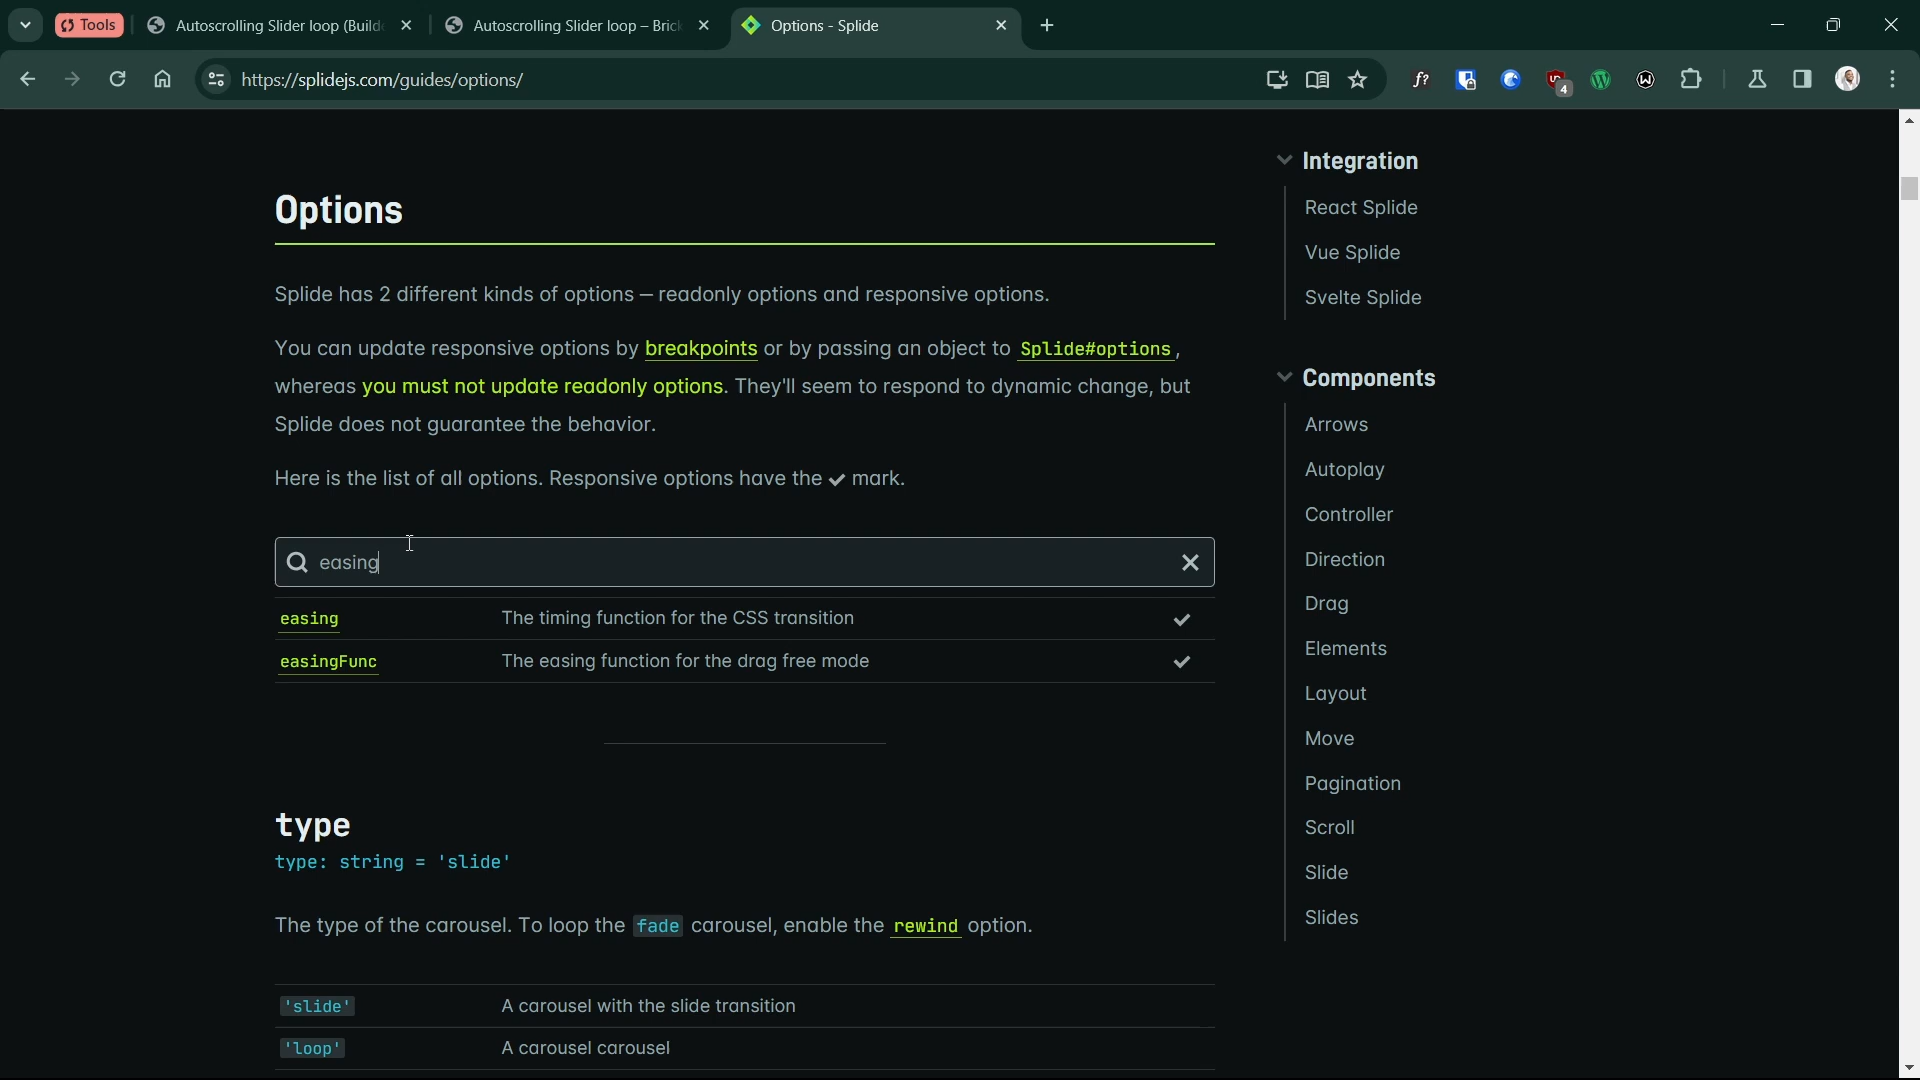 Tools
Autoscrolling Slider loop (Builde
Autoscrolling Slider loop – Brick
Options - Splide
https://splidejs.com/guides/options/
f?
4
Options
Splide has 2 different kinds of options — readonly options and responsive options.
You can update responsive options by breakpoints or by passing an object to Splide#options,
whereas you must not update readonly options. They'll seem to respond to dynamic change, but
Splide does not guarantee the behavior.
Here is the list of all options. Responsive options have the ✓ mark.
easing
easing The timing function for the CSS transition ✓
easingFunc The easing function for the drag free mode ✓
type
type: string = 'slide'
The type of the carousel. To loop the fade carousel, enable the rewind option.
'slide' A carousel with the slide transition
'loop' A carousel carousel
Integration
React Splide
Vue Splide
Svelte Splide
Components
Arrows
Autoplay
Controller
Direction
Drag
Elements
Layout
Move
Pagination
Scroll
Slide
Slides